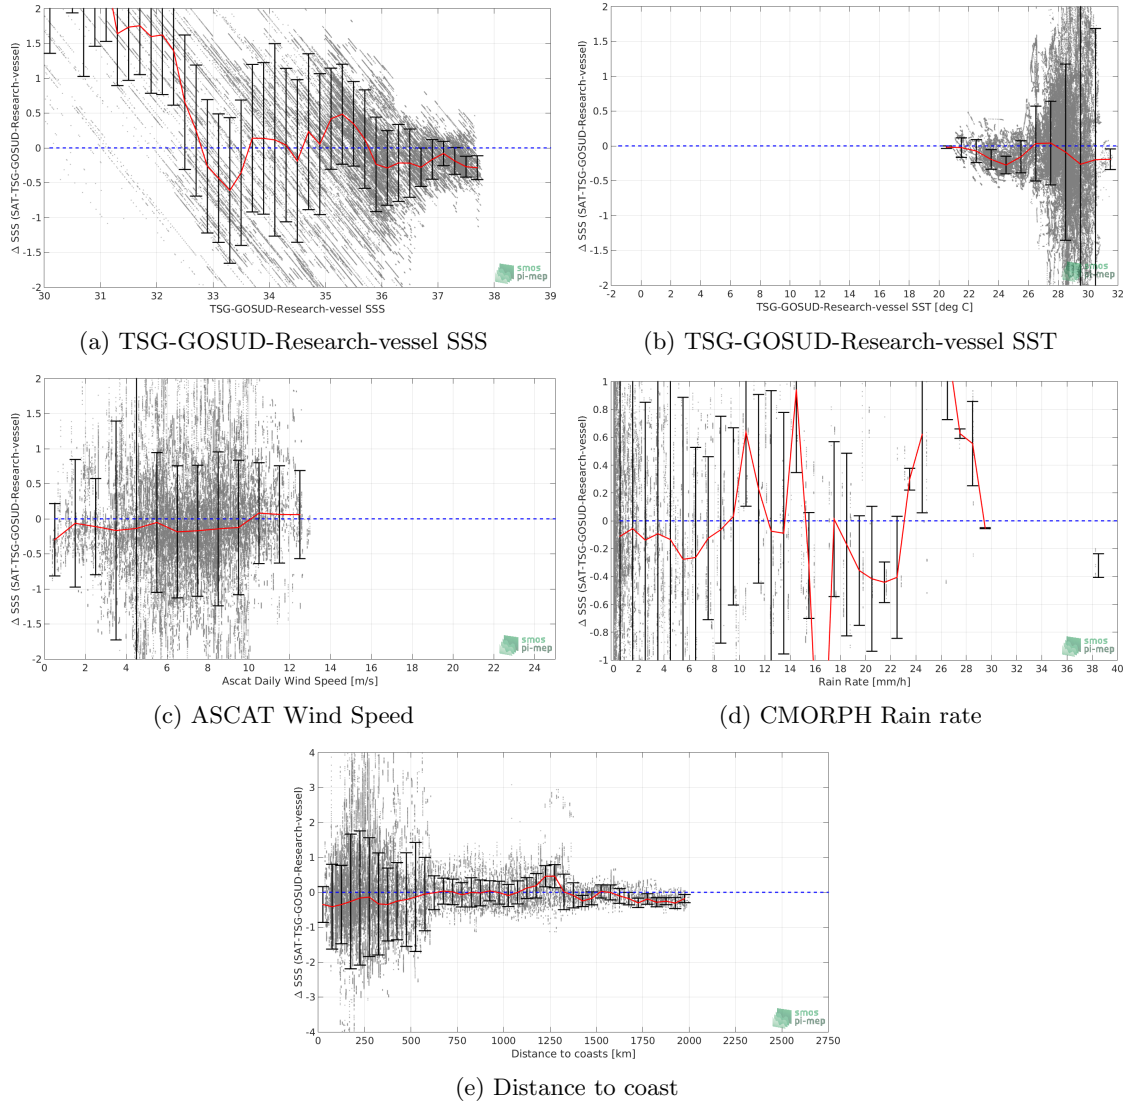 Δ SSS (SAT-TSG-GOSUD-Research-vessel)
2
1.5
1
0.5
0
-0.5
-1
-1.5
-2
30 31 32 33 34 35 36 37 38 39
TSG-GOSUD-Research-vessel SSS
smos
pi-mep
(a) TSG-GOSUD-Research-vessel SSS
Δ SSS (SAT-TSG-GOSUD-Research-vessel)
2
1.5
1
0.5
0
-0.5
-1
-1.5
-2
-2 0 2 4 6 8 10 12 14 16 18 20 22 24 26 28 30 32
TSG-GOSUD-Research-vessel SST [deg C]
smos
pi-mep
(b) TSG-GOSUD-Research-vessel SST
Δ SSS (SAT-TSG-GOSUD-Research-vessel)
2
1.5
1
0.5
0
-0.5
-1
-1.5
-2
0 2 4 6 8 10 12 14 16 18 20 22 24
Ascat Daily Wind Speed [m/s]
smos
pi-mep
(c) ASCAT Wind Speed
Δ SSS (SAT-TSG-GOSUD-Research-vessel)
1
0.8
0.6
0.4
0.2
0
-0.2
-0.4
-0.6
-0.8
-1
0 2 4 6 8 10 12 14 16 18 20 22 24 26 28 30 32 34 36 38 40
Rain Rate [mm/h]
smos
pi-mep
(d) CMORPH Rain rate
Δ SSS (SAT-TSG-GOSUD-Research-vessel)
4
3
2
1
0
-1
-2
-3
-4
0 250 500 750 1000 1250 1500 1750 2000 2250 2500 2750
Distance to coasts [km]
smos
pi-mep
(e) Distance to coast